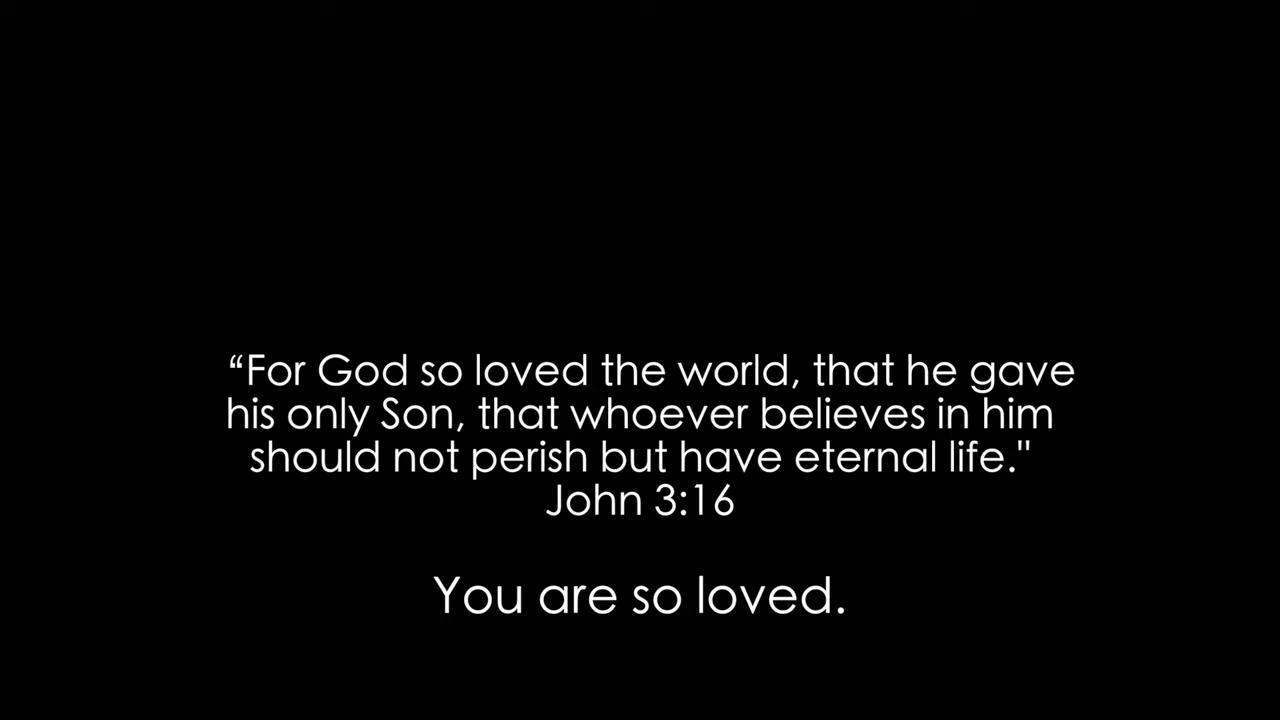 “For God so loved the world, that he gave
his only Son, that whoever believes in him
should not perish but have eternal life."
John 3:16
You are so loved.